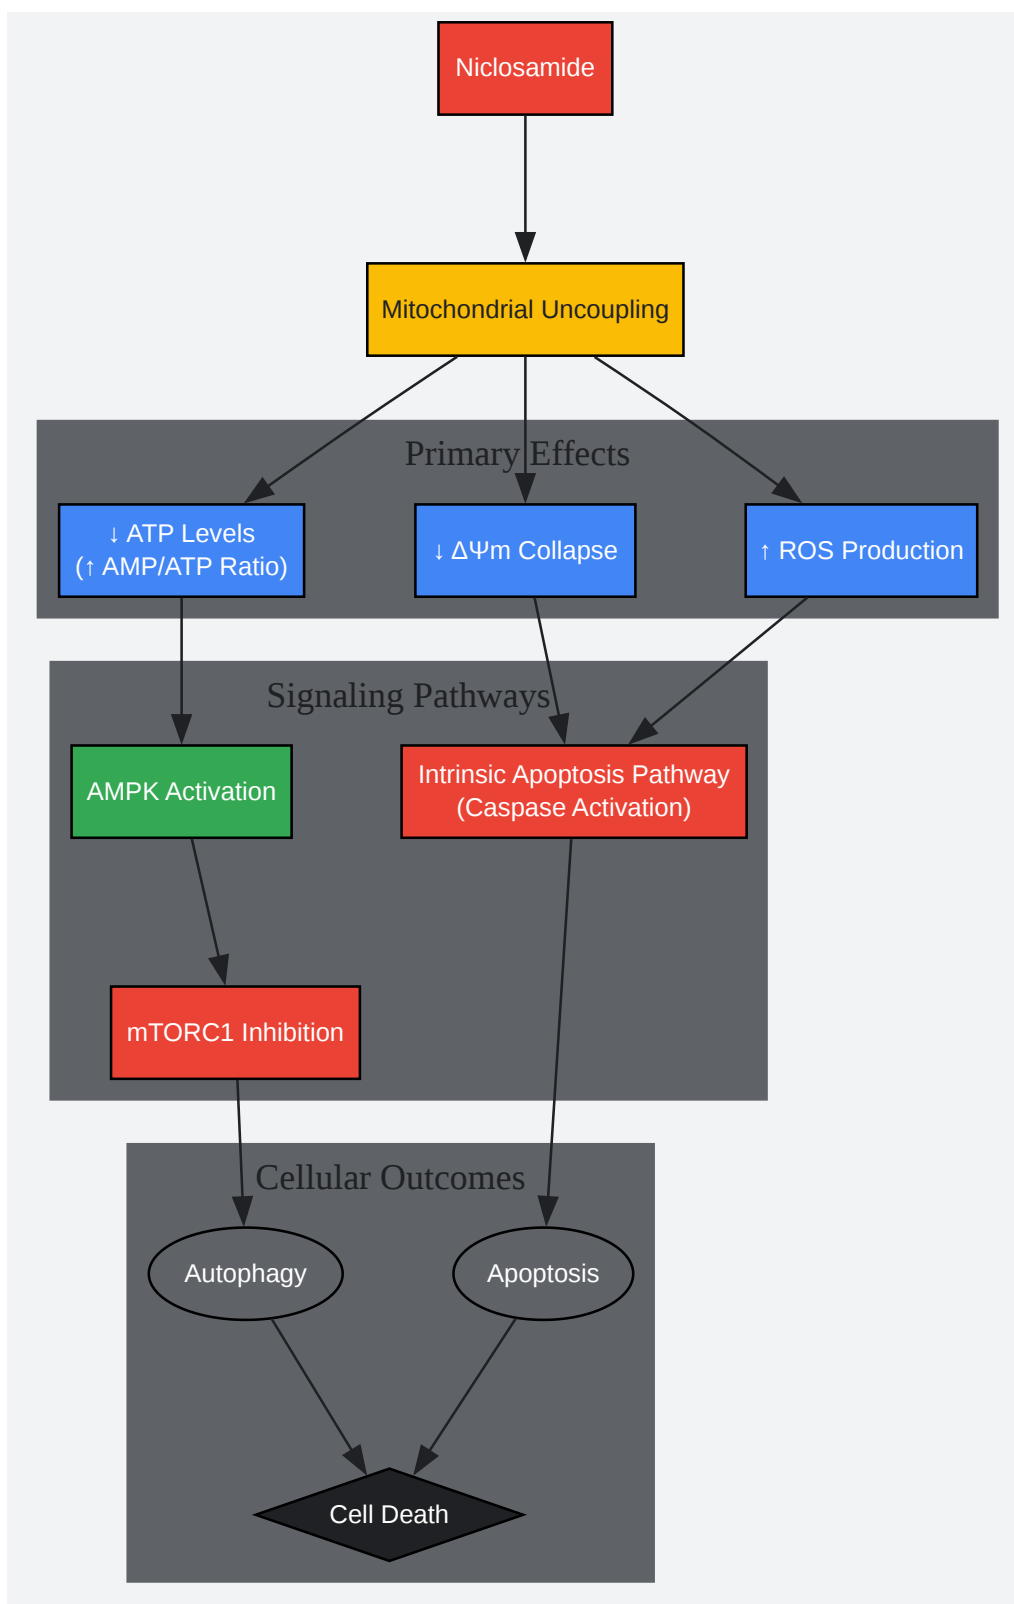 Niclosamide
Mitochondrial Uncoupling
Primary Effects
↓ ATP Levels
(↑ AMP/ATP Ratio)
↓ ΔΨm Collapse
↑ ROS Production
Signaling Pathways
AMPK Activation
Intrinsic Apoptosis Pathway
(Caspase Activation)
mTORC1 Inhibition
Cellular Outcomes
Autophagy
Apoptosis
Cell Death